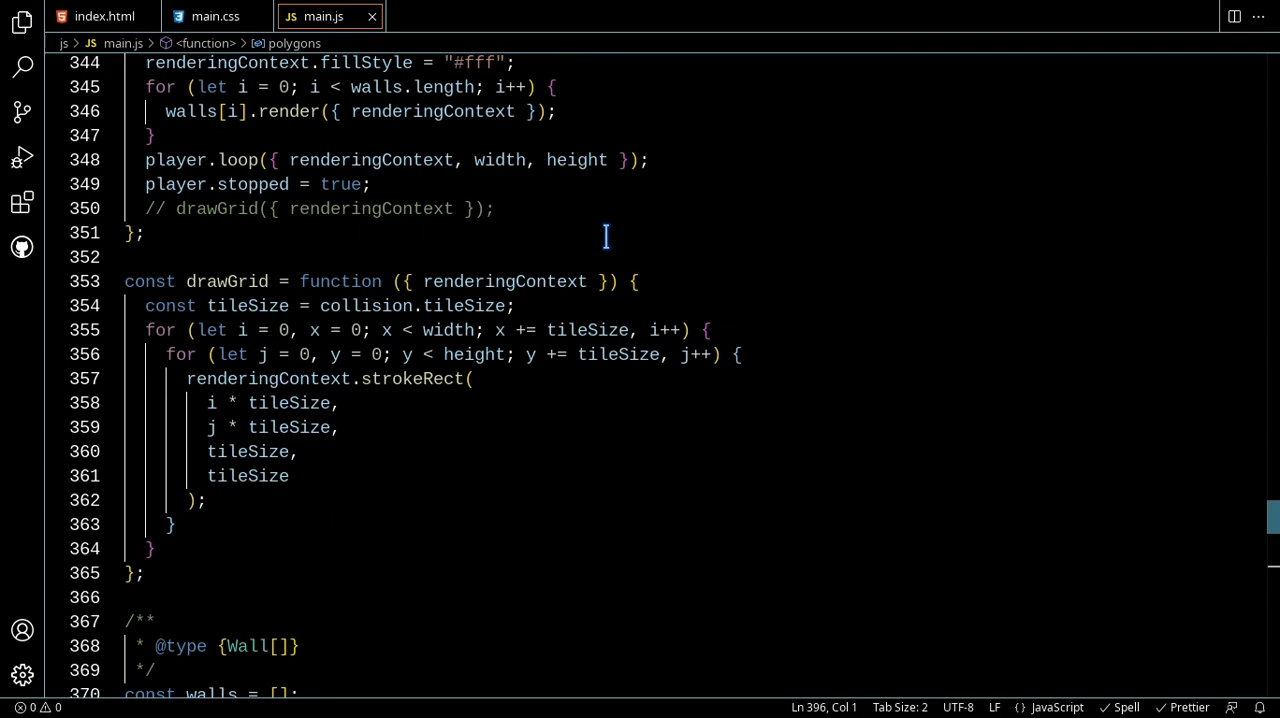 index.html
main.css
JS main.js
js > JS main.js > <function> > polygons
344 renderingContext.fillStyle = "#fff";
345 for (let i = 0; i < walls.length; i++) {
346 walls[i].render({ renderingContext });
347 }
348 player.loop({ renderingContext, width, height });
349 player.stopped = true;
350 // drawGrid({ renderingContext });
351 };
352
353 const drawGrid = function ({ renderingContext }) {
354 const tileSize = collision.tileSize;
355 for (let i = 0, x = 0; x < width; x += tileSize, i++) {
356 for (let j = 0, y = 0; y < height; y += tileSize, j++) {
357 renderingContext.strokeRect(
358 i * tileSize,
359 j * tileSize,
360 tileSize,
361 tileSize
362 );
363 }
364 }
365 };
366
367 /**
368 * @type {Wall[]}
369 */
370 const walls = [];
0 0 Ln 396, Col 1 Tab Size: 2 UTF-8 LF {} JavaScript Spell Prettier